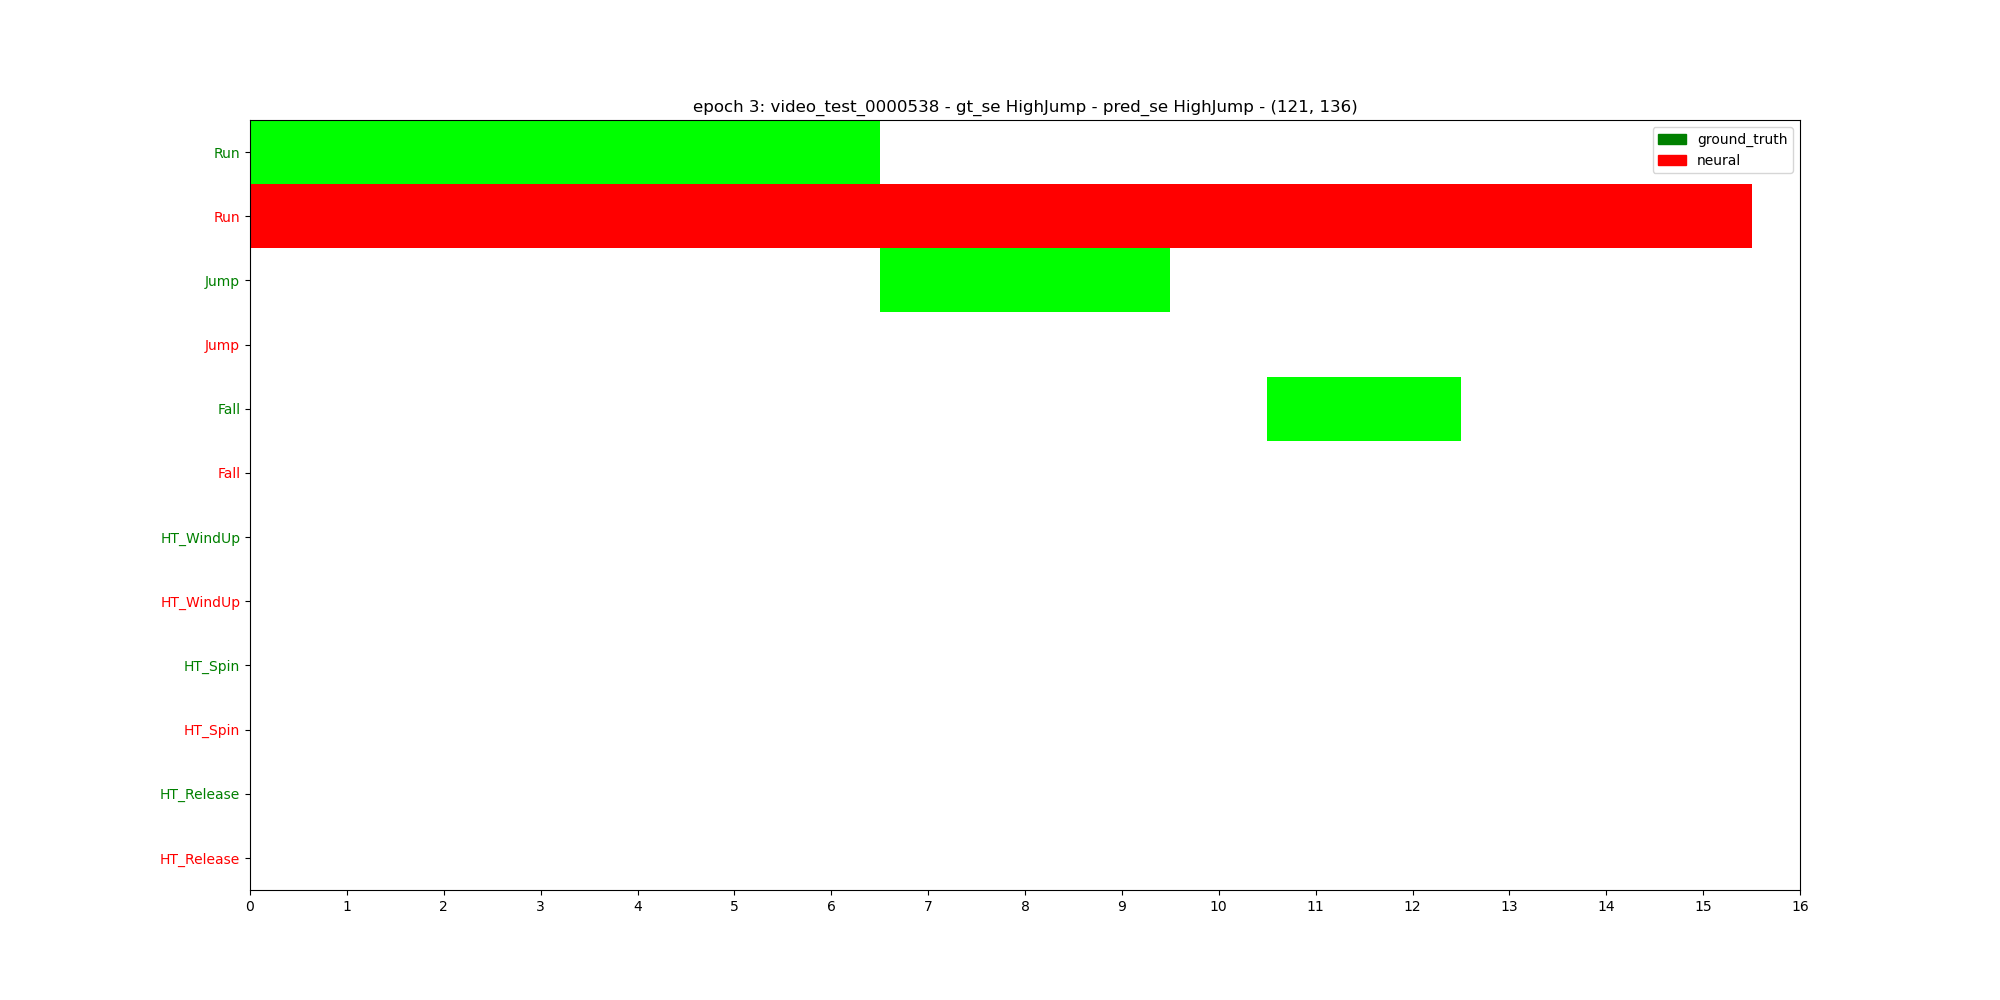 epoch 3: video_test_0000538 - gt_se HighJump - pred_se HighJump - (121, 136)
ground_truth
neural
Run
Run
Jump
Jump
Fall
Fall
HT_WindUp
HT_WindUp
HT_Spin
HT_Spin
HT_Release
HT_Release
0 1 2 3 4 5 6 7 8 9 10 11 12 13 14 15 16